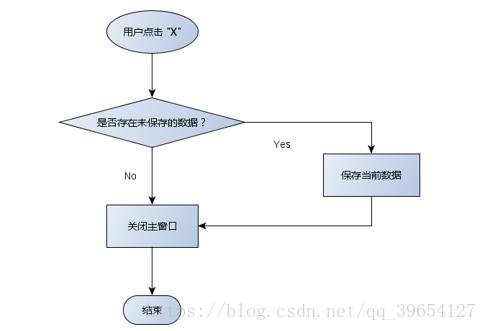 用户点击 "X"
是否存在未保存的数据？
Yes
No
保存当前数据
关闭主窗口
结束
https://blog.csdn.net/qq_39654127